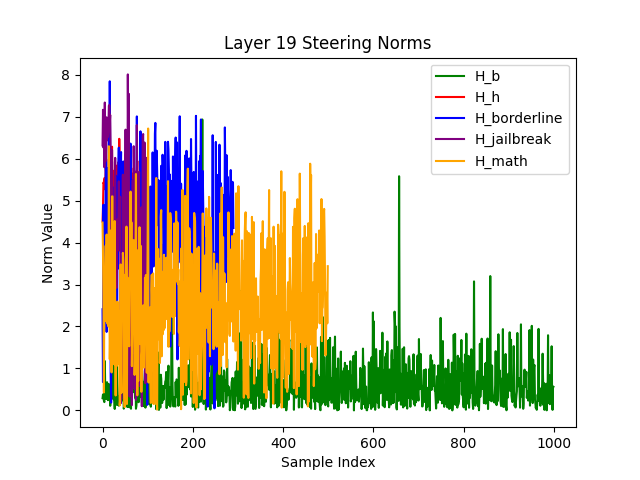 Layer 19 Steering Norms
H_b
H_h
H_borderline
H_jailbreak
H_math
Norm Value
8
7
6
5
4
3
2
1
0
0
200
400
600
800
1000
Sample Index